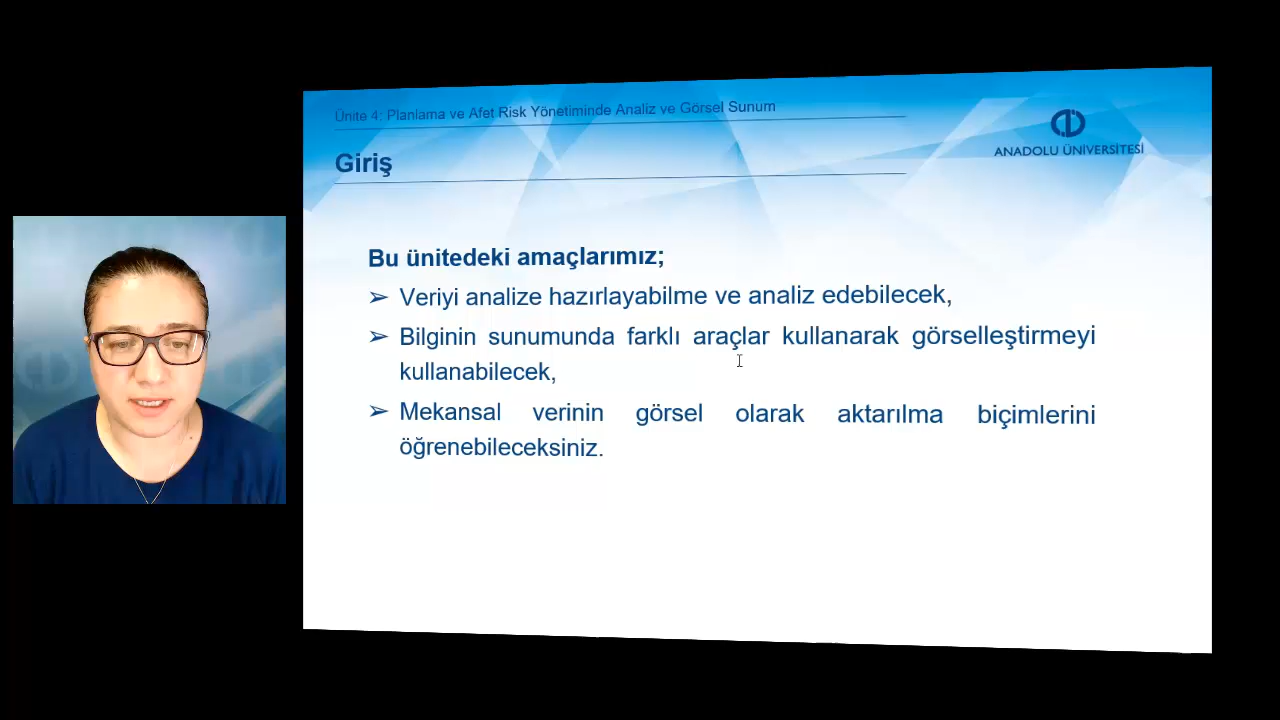 Ünite 4: Planlama ve Afet Risk Yönetiminde Analiz ve Görsel Sunum
Giriş
ANADOLU ÜNİVERSİTESİ
Bu ünitedeki amaçlarımız;
➢ Veriyi analize hazırlayabilme ve analiz edebilecek,
➢ Bilginin sunumunda farklı araçlar kullanarak görselleştirmeyi
kullanabilecek,
➢ Mekansal verinin görsel olarak aktarılma biçimlerini
öğrenebileceksiniz.